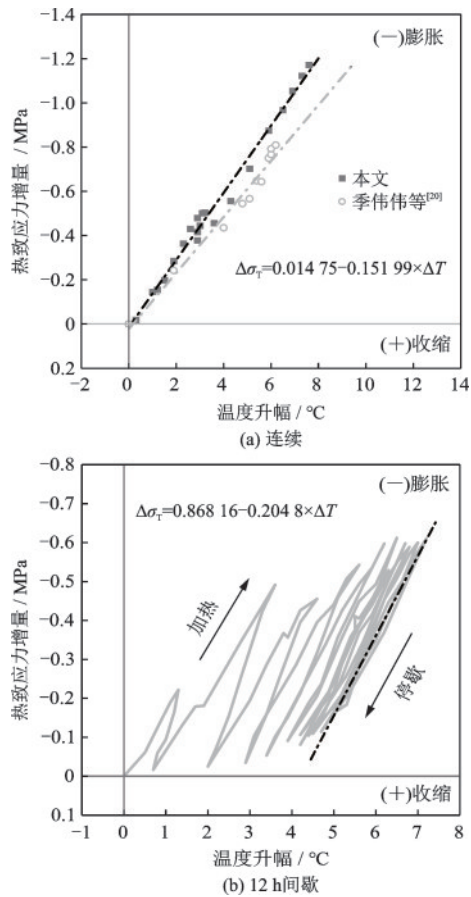 -1.4
-1.2
-1.0
-0.8
-0.6
-0.4
-0.2
0
0.2
热致应力增量 / MPa
(—)膨胀
本文
季伟伟等[20]
ΔσT=0.014 75-0.151 99×ΔT
(+)收缩
-2 0 2 4 6 8 10 12 14
温度升幅 / °C
(a) 连续
-0.8
-0.7
-0.6
-0.5
-0.4
-0.3
-0.2
-0.1
0
0.1
热致应力增量 / MPa
(—)膨胀
ΔσT=0.868 16-0.204 8×ΔT
加热
停歇
(+)收缩
-1 0 1 2 3 4 5 6 7 8
温度升幅 / °C
(b) 12 h间歇